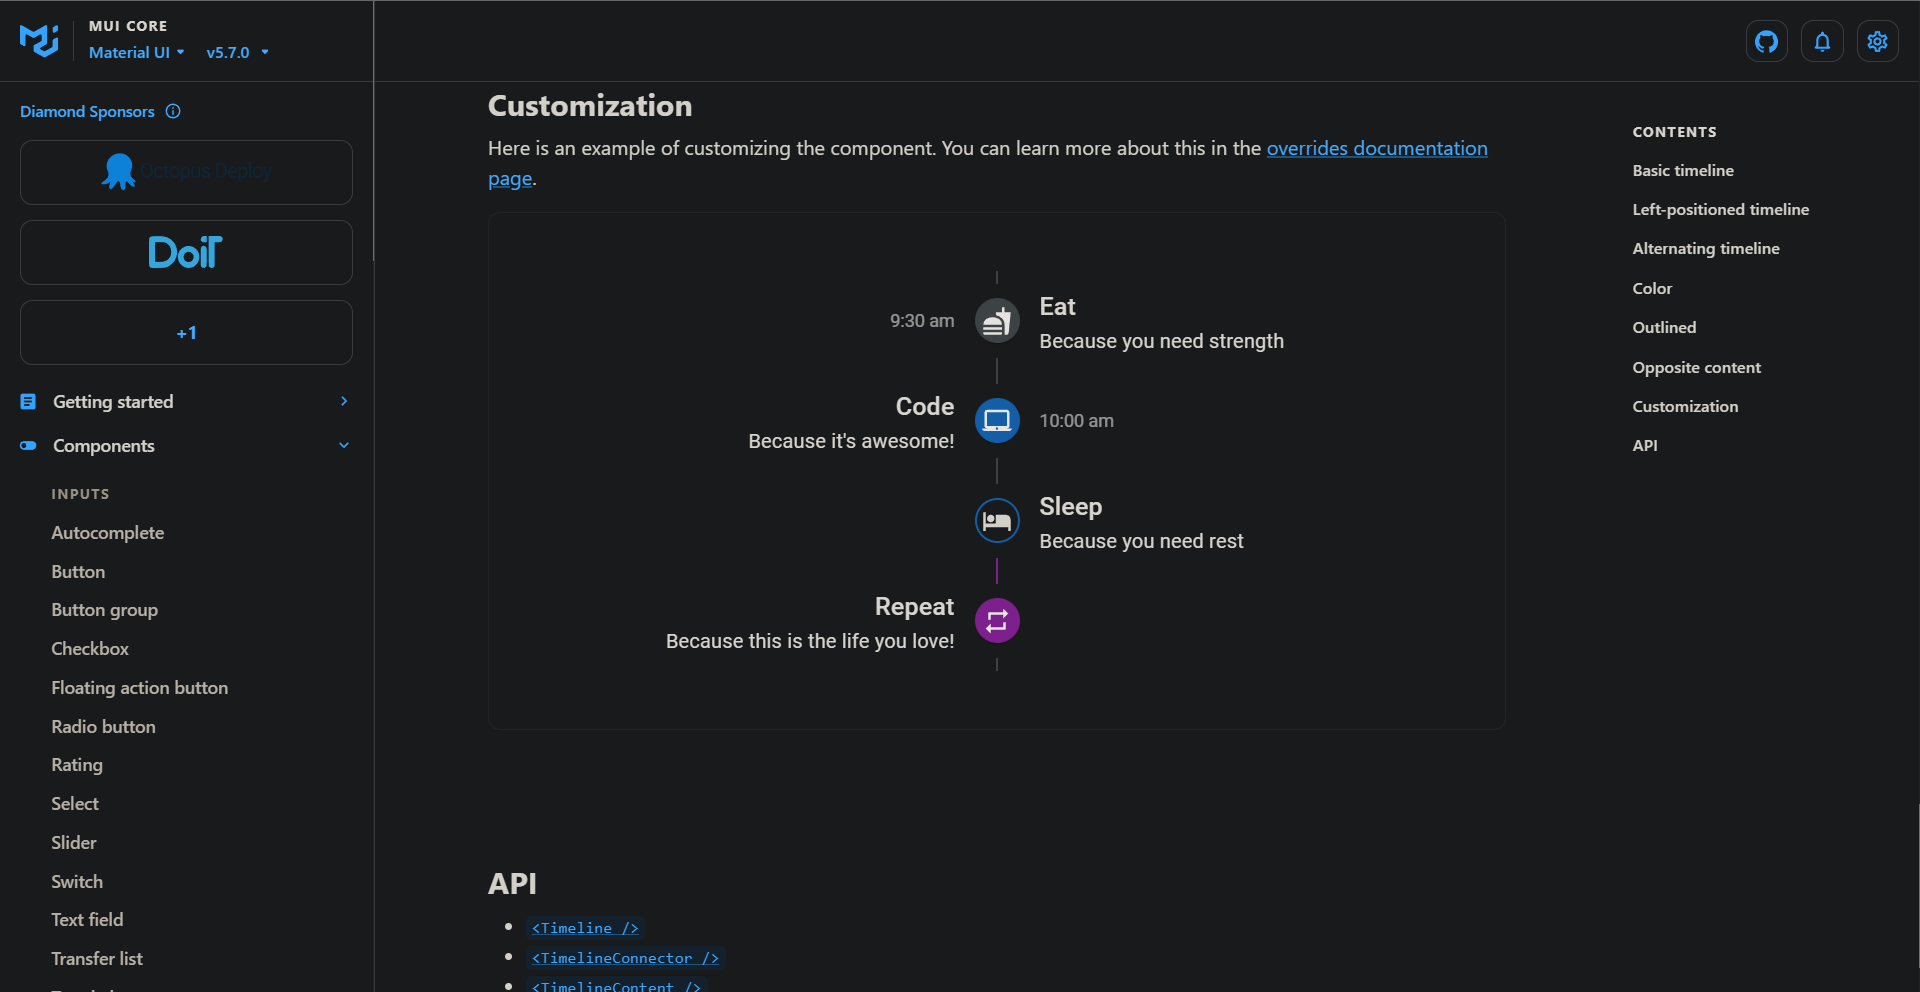 MUI CORE
Material UI
v5.7.0
Diamond Sponsors
Octopus Deploy
DoiT
+1
Getting started
Components
INPUTS
Autocomplete
Button
Button group
Checkbox
Floating action button
Radio button
Rating
Select
Slider
Switch
Text field
Transfer list
Customization
Here is an example of customizing the component. You can learn more about this in the overrides documentation
page.
9:30 am
Eat
Because you need strength
Code
Because it's awesome!
10:00 am
Sleep
Because you need rest
Repeat
Because this is the life you love!
API
<Timeline />
<TimelineConnector />
<TimelineContent />
CONTENTS
Basic timeline
Left-positioned timeline
Alternating timeline
Color
Outlined
Opposite content
Customization
API